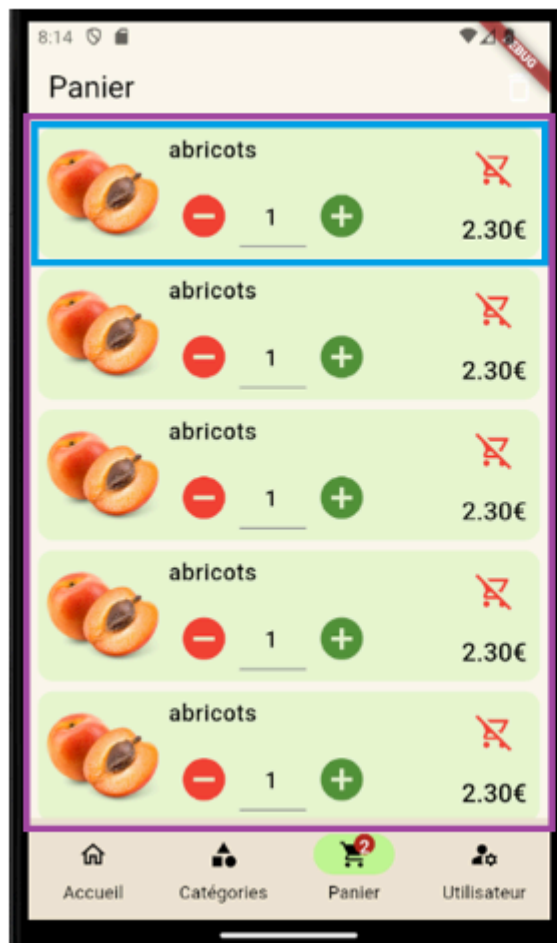 8:14
Panier
abricots
1
2.30€
abricots
1
2.30€
abricots
1
2.30€
abricots
1
2.30€
abricots
1
2.30€
2
Accueil Catégories Panier Utilisateur